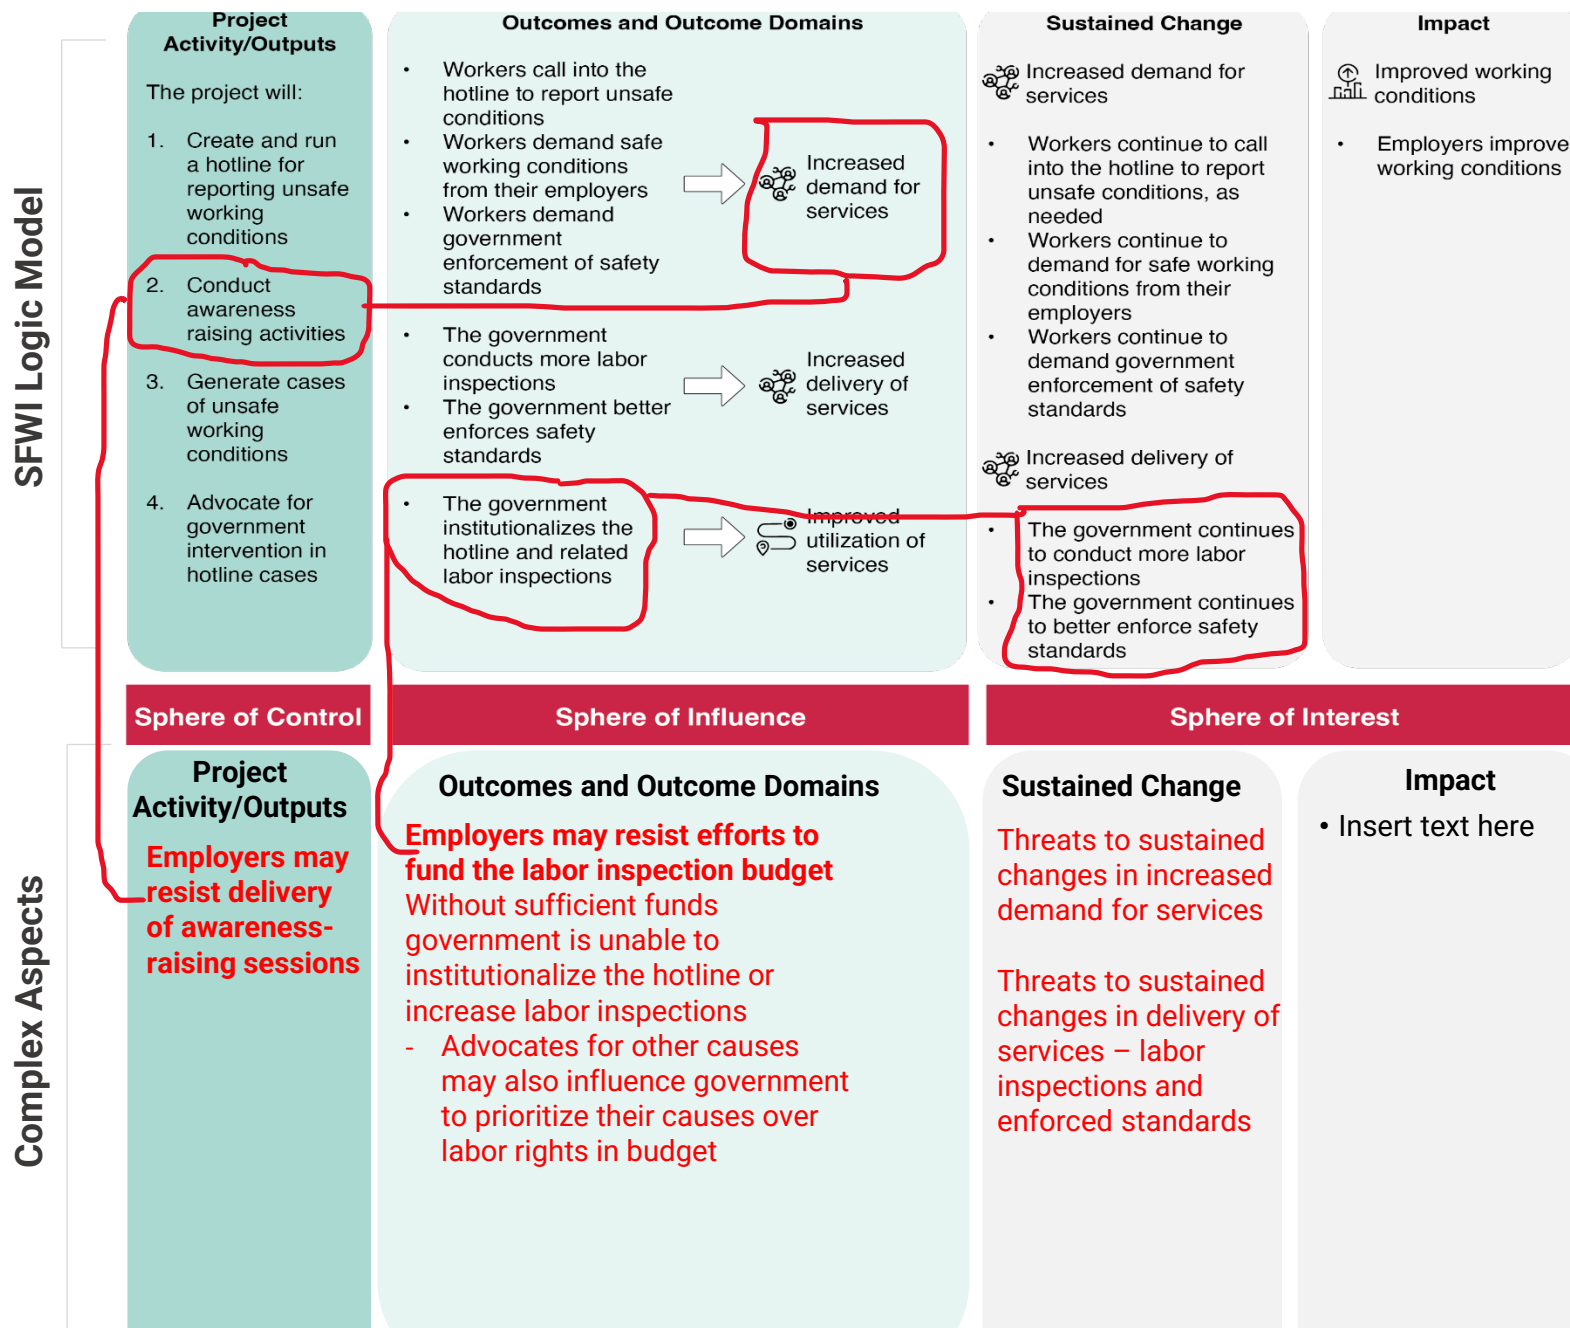 SFWI Logic Model
Project
Activity/Outputs
The project will:
1. Create and run
a hotline for
reporting unsafe
working
conditions
2. Conduct
awareness
raising activities
3. Generate cases
of unsafe
working
conditions
4. Advocate for
government
intervention in
hotline cases
Outcomes and Outcome Domains
• Workers call into the
hotline to report unsafe
conditions
• Workers demand safe
working conditions
from their employers
• Workers demand
government
enforcement of safety
standards
Increased
demand for
services
• The government
conducts more labor
inspections
• The government better
enforces safety
standards
Increased
delivery of
services
• The government
institutionalizes the
hotline and related
labor inspections
Improved
utilization of
services
Sustained Change
Increased demand for
services
• Workers continue to call
into the hotline to report
unsafe conditions, as
needed
• Workers continue to
demand for safe working
conditions from their
employers
• Workers continue to
demand government
enforcement of safety
standards
Increased delivery of
services
• The government continues
to conduct more labor
inspections
• The government continues
to better enforce safety
standards
Impact
Improved working
conditions
• Employers improve
working conditions
Sphere of Control
Sphere of Influence
Sphere of Interest
Complex Aspects
Project
Activity/Outputs
Employers may
resist delivery
of awareness-
raising sessions
Outcomes and Outcome Domains
Employers may resist efforts to
fund the labor inspection budget
Without sufficient funds
government is unable to
institutionalize the hotline or
increase labor inspections
- Advocates for other causes
may also influence government
to prioritize their causes over
labor rights in budget
Sustained Change
Threats to sustained
changes in increased
demand for services
Threats to sustained
changes in delivery of
services – labor
inspections and
enforced standards
Impact
• Insert text here